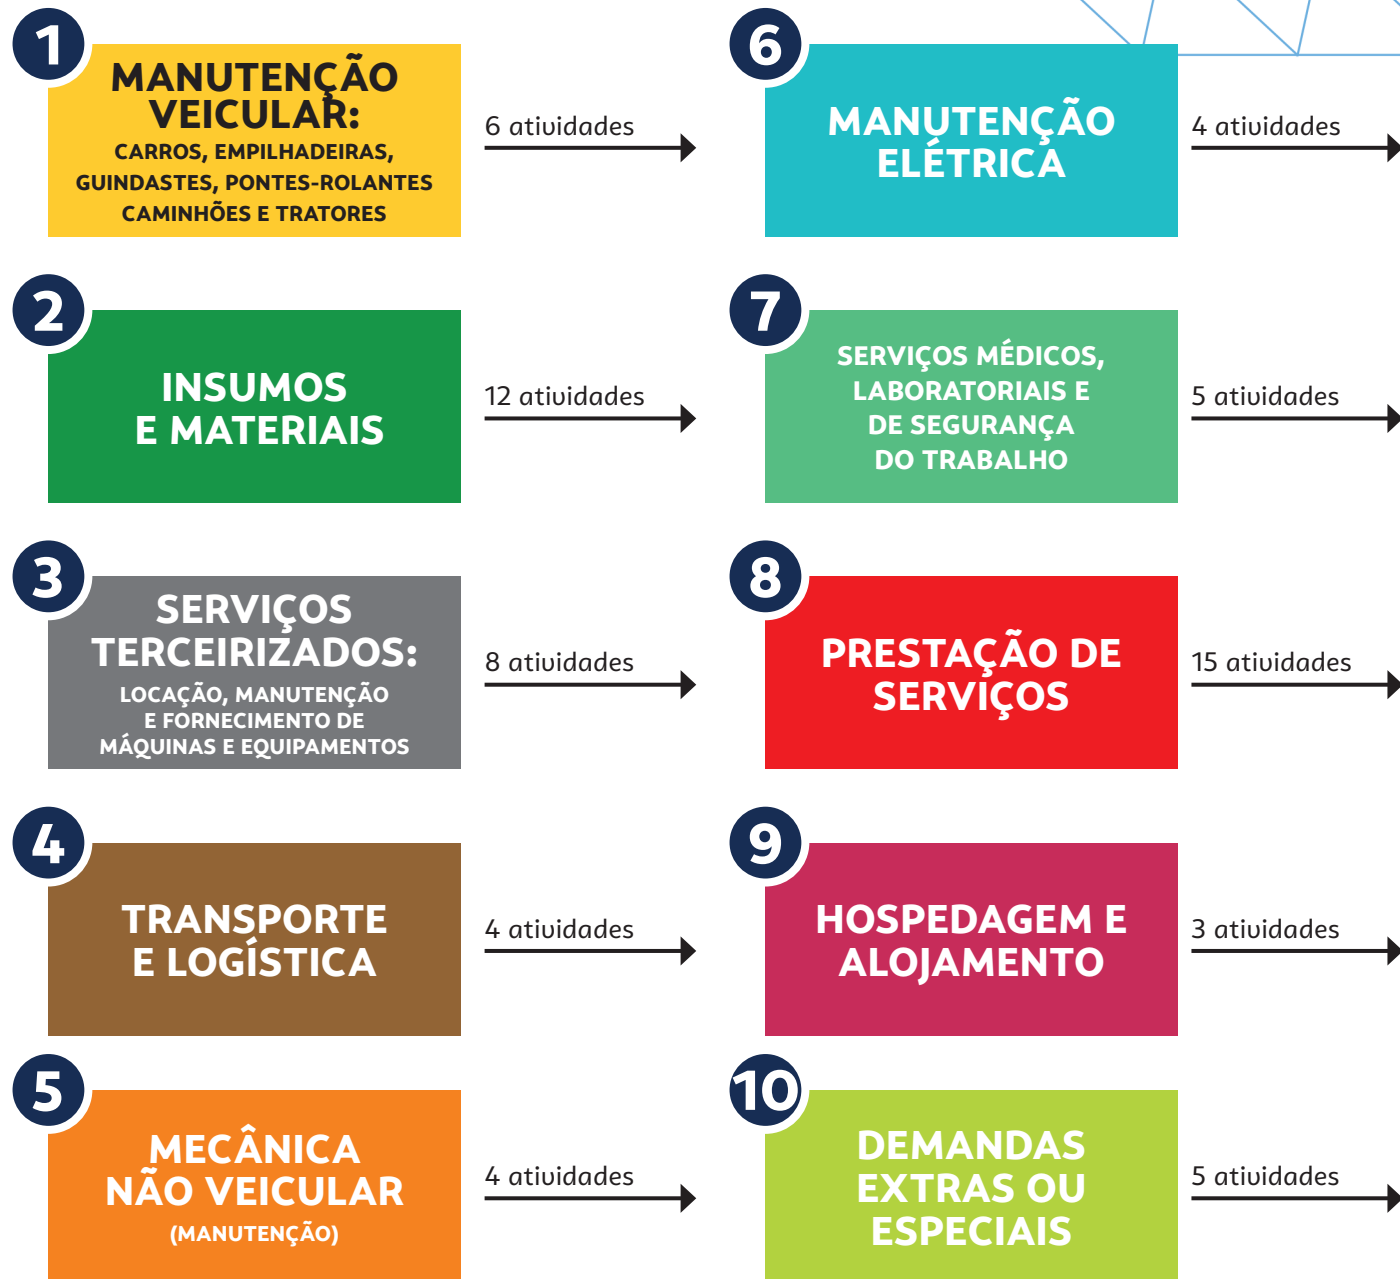 1
MANUTENÇÃO
VEICULAR:
CARROS, EMPILHADEIRAS,
GUINDASTES, PONTES-ROLANTES
CAMINHÕES E TRATORES
6 atividades
2
INSUMOS
E MATERIAIS
12 atividades
3
SERVIÇOS
TERCEIRIZADOS:
LOCAÇÃO, MANUTENÇÃO
E FORNECIMENTO DE
MÁQUINAS E EQUIPAMENTOS
8 atividades
4
TRANSPORTE
E LOGÍSTICA
4 atividades
5
MECÂNICA
NÃO VEICULAR
(MANUTENÇÃO)
4 atividades
6
MANUTENÇÃO
ELÉTRICA
4 atividades
7
SERVIÇOS MÉDICOS,
LABORATORIAIS E
DE SEGURANÇA
DO TRABALHO
5 atividades
8
PRESTAÇÃO DE
SERVIÇOS
15 atividades
9
HOSPEDAGEM E
ALOJAMENTO
3 atividades
10
DEMANDAS
EXTRAS OU
ESPECIAIS
5 atividades